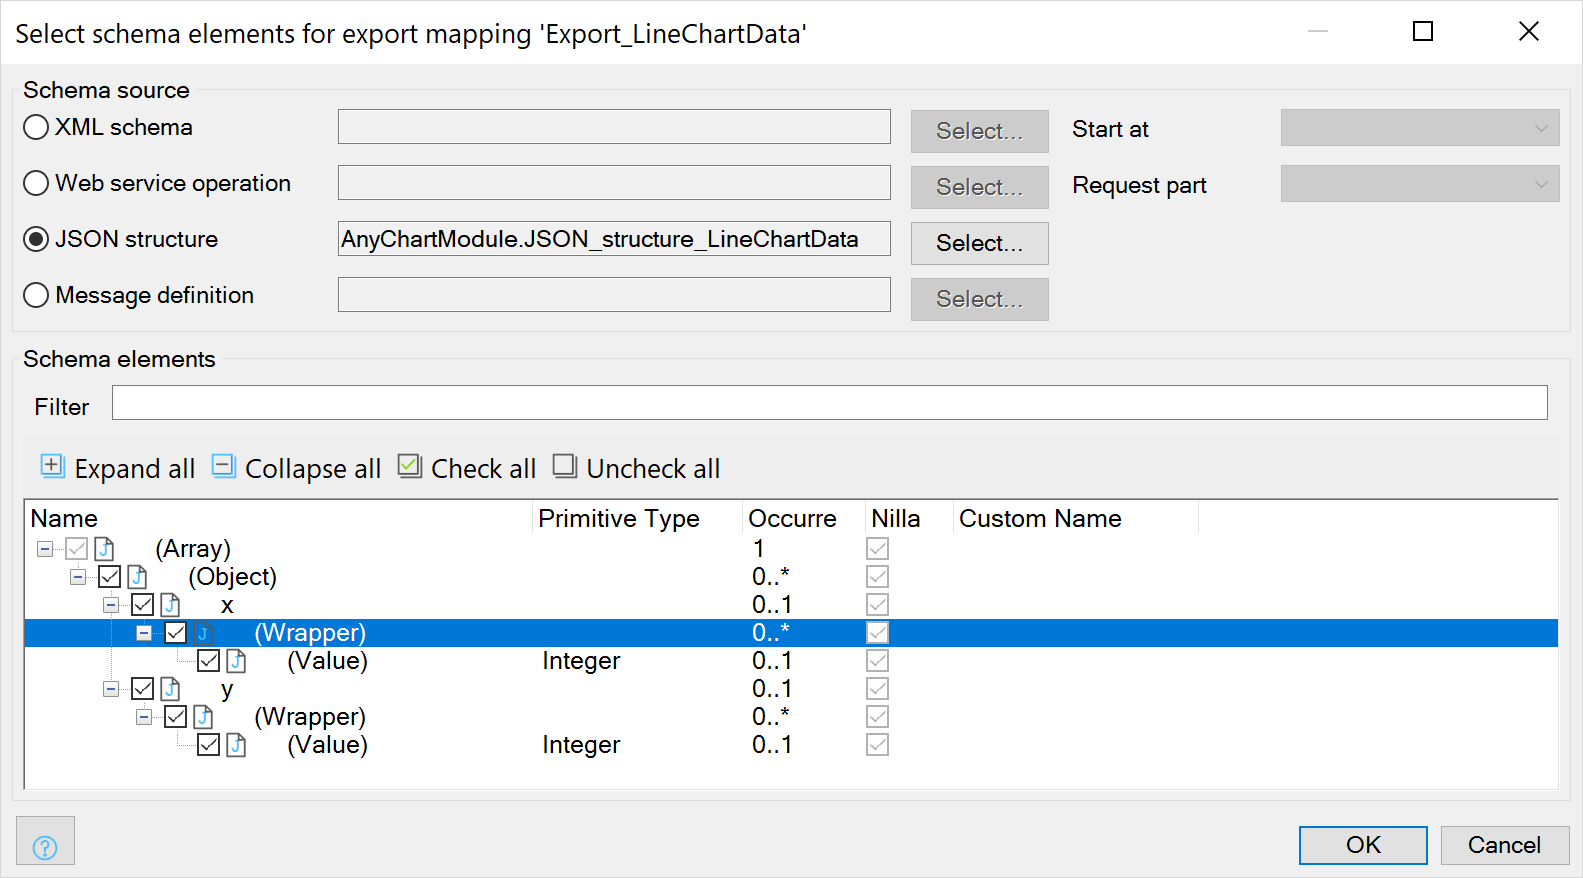 Select schema elements for export mapping 'Export_LineChartData'
Schema source
XML schema Select... Start at
Web service operation Select... Request part
JSON structure AnyChartModule.JSON_structure_LineChartData Select...
Message definition Select...
Schema elements
Filter
Expand all Collapse all Check all Uncheck all
Name Primitive Type Occurre Nilla Custom Name
(Array) 1
(Object) 0..*
x 0..1
(Wrapper) 0..*
(Value) Integer 0..1
y 0..1
(Wrapper) 0..*
(Value) Integer 0..1
? OK Cancel